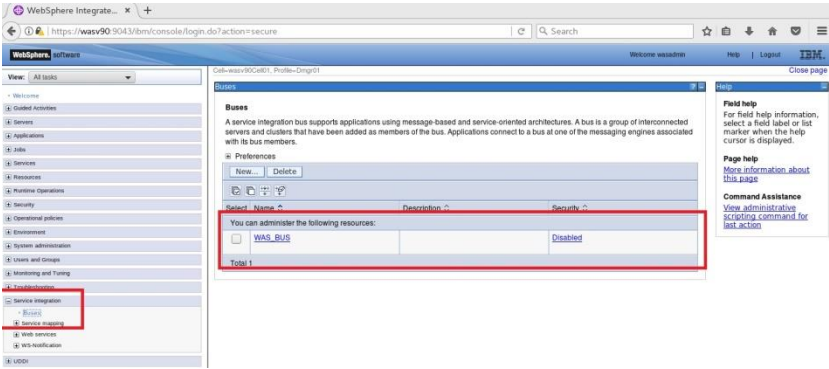 WebSphere Integrate... × +
https://wasv90:9043/ibm/console/login.do?action=secure
Search
WebSphere. software
Welcome wasadmin
Help | Logout
IBM.
View: All tasks
Cell=wasv90Cell01, Profile=Dmgr01
Close page
Welcome
Guided Activities
Servers
Applications
Jobs
Services
Resources
Runtime Operations
Security
Operational policies
Environment
System administration
Users and Groups
Monitoring and Tuning
Troubleshooting
Service integration
Buses
Service mapping
Web services
WS-Notification
UDDI
Buses
Buses
A service integration bus supports applications using message-based and service-oriented architectures. A bus is a group of interconnected
servers and clusters that have been added as members of the bus. Applications connect to a bus at one of the messaging engines associated
with its bus members.
Preferences
New... Delete
Select Name Description Security
You can administer the following resources:
WAS_BUS Disabled
Total 1
Help
Field help
For field help information,
select a field label or list
marker when the help
cursor is displayed.
Page help
More information about
this page
Command Assistance
View administrative
scripting command for
last action